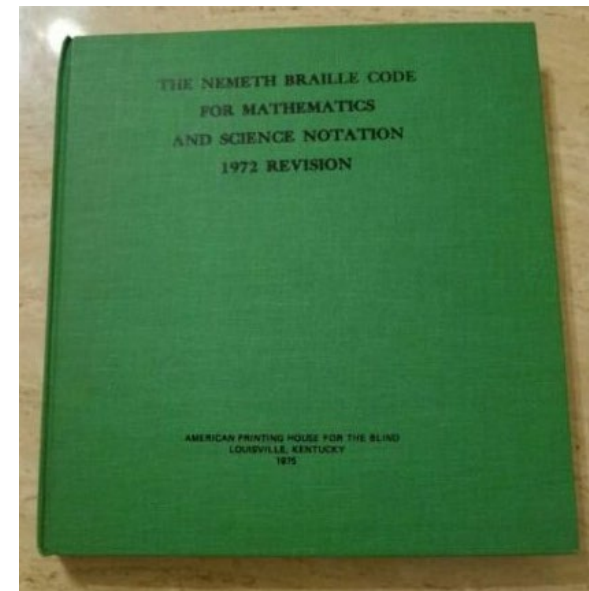 THE NEMETH BRAILLE CODE
FOR MATHEMATICS
AND SCIENCE NOTATION
1972 REVISION
AMERICAN PRINTING HOUSE FOR THE BLIND
LOUISVILLE, KENTUCKY
1975